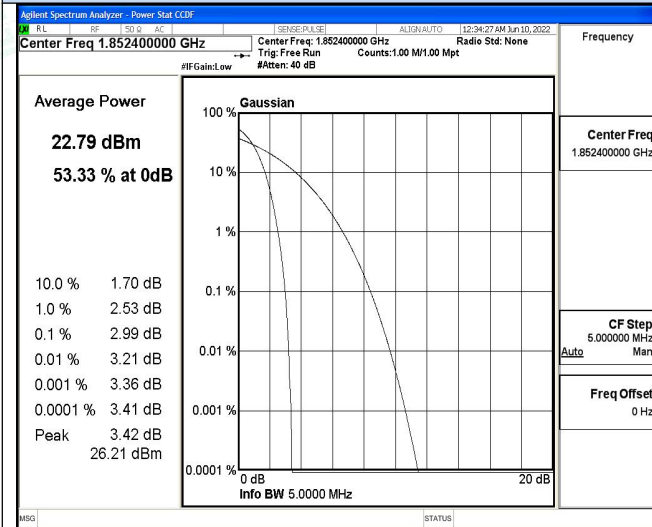 Agilent Spectrum Analyzer - Power Stat CCDF
LXI RL RF 50 Ω AC SENSE:PULSE ALIGN AUTO 12:34:27 AM Jun 10, 2022
Center Freq 1.852400000 GHz
Center Freq: 1.852400000 GHz Radio Std: None
Trig: Free Run Counts:1.00 M/1.00 Mpt
#IFGain:Low #Atten: 40 dB
Frequency
Average Power
22.79 dBm
53.33 % at 0dB
10.0 % 1.70 dB
1.0 % 2.53 dB
0.1 % 2.99 dB
0.01 % 3.21 dB
0.001 % 3.36 dB
0.0001 % 3.41 dB
Peak 3.42 dB
26.21 dBm
Gaussian
100 %
10 %
1 %
0.1 %
0.01 %
0.001 %
0.0001 %
0 dB 20 dB
Info BW 5.0000 MHz
Center Freq
1.852400000 GHz
CF Step
5.000000 MHz
Auto Man
Freq Offset
0 Hz
MSG STATUS